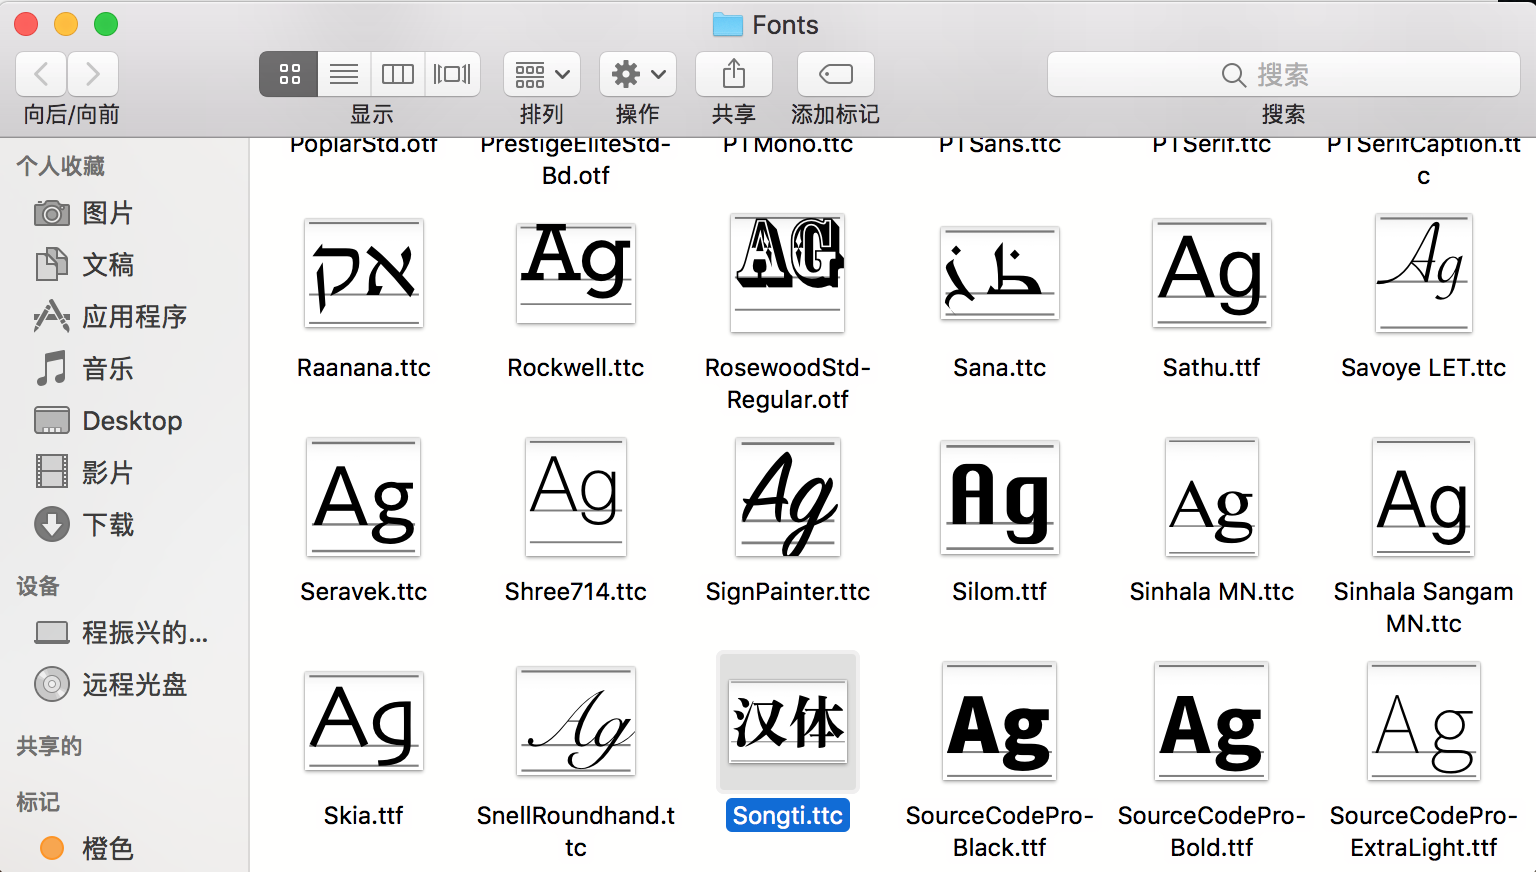 Fonts
搜索
向后/向前
显示
排列
操作
共享
添加标记
搜索
个人收藏
图片
文稿
应用程序
音乐
Desktop
影片
下载
设备
程振兴的...
远程光盘
共享的
标记
橙色
PoplarStd.otf
PrestigeEliteStd-
Bd.otf
PTMono.ttc
PTSans.ttc
PTSerif.ttc
PTSerifCaption.tt
c
אק
Ag
AG
Ag
Ag
Raanana.ttc
Rockwell.ttc
RosewoodStd-
Regular.otf
Sana.ttc
Sathu.ttf
Savoye LET.ttc
Ag
Ag
Ag
Ag
Ag
Ag
Seravek.ttc
Shree714.ttc
SignPainter.ttc
Silom.ttf
Sinhala MN.ttc
Sinhala Sangam
MN.ttc
Ag
Ag
汉体
Ag
Ag
Ag
Skia.ttf
SnellRoundhand.t
tc
Songti.ttc
SourceCodePro-
Black.ttf
SourceCodePro-
Bold.ttf
SourceCodePro-
ExtraLight.ttf